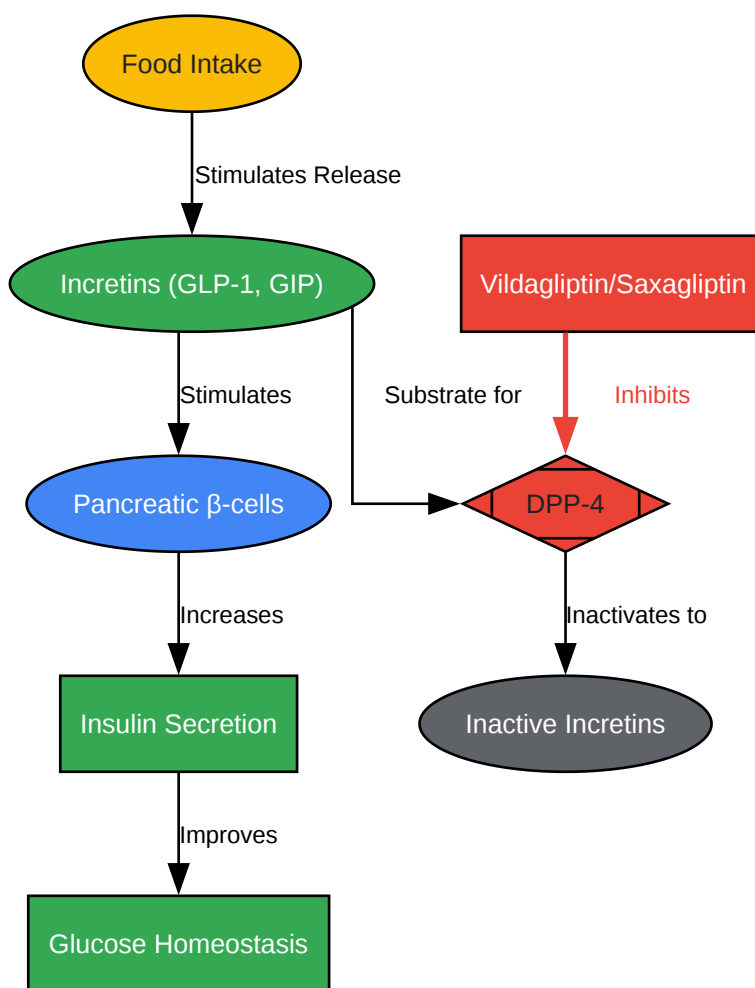 Food Intake
Stimulates Release
Incretins (GLP-1, GIP)
Vildagliptin/Saxagliptin
Stimulates
Substrate for
Inhibits
Pancreatic β-cells
DPP-4
Increases
Inactivates to
Insulin Secretion
Inactive Incretins
Improves
Glucose Homeostasis